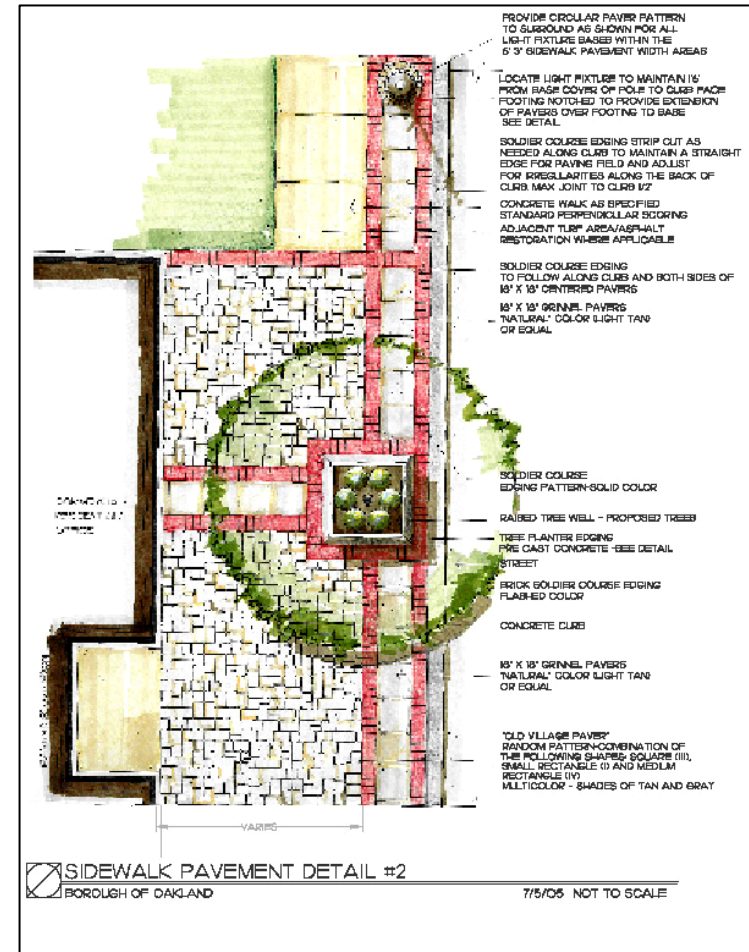 PROVIDE CIRCULAR PAVER PATTERN
TO SURROUND AS SHOWN FOR ALL
LIGHT FIXTURE BASES WITHIN THE
5' 3" SIDEWALK PAVEMENT WIDTH AREAS
LOCATE LIGHT FIXTURE TO MAINTAIN 18"
FROM BASE COVER OF POLE TO CURB FACE
FOOTING NOTCHED TO PROVIDE EXTENSION
OF PAVERS OVER FOOTING TO BASE
SEE DETAIL
SOLDIER COURSE EDGING STRIP CUT AS
NEEDED ALONG CURB TO MAINTAIN A STRAIGHT
EDGE FOR PAVING FIELD AND ADJUST
FOR IRREGULARITIES ALONG THE BACK OF
CURB. MAX JOINT TO CURB 1/2"
CONCRETE WALK AS SPECIFIED
STANDARD PERPENDICULAR SCORING
ADJACENT TURF AREA/ASPHALT
RESTORATION WHERE APPLICABLE
SOLDIER COURSE EDGING
TO FOLLOW ALONG CURB AND BOTH SIDES OF
18" X 18" CENTERED PAVERS
18" X 18" GRINNEL PAVERS
"NATURAL" COLOR (LIGHT TAN)
OR EQUAL
SOLDIER COURSE
EDGING PATTERN-SOLID COLOR
RAISED TREE WELL - PROPOSED TREES
TREE PLANTER EDGING
PRE CAST CONCRETE -SEE DETAIL
STREET
BRICK SOLDIER COURSE EDGING
FLASHED COLOR
CONCRETE CURB
18" X 18" GRINNEL PAVERS
"NATURAL" COLOR (LIGHT TAN)
OR EQUAL
"OLD VILLAGE PAVER"
RANDOM PATTERN-COMBINATION OF
THE FOLLOWING SHAPES: SQUARE (III),
SMALL RECTANGLE (I) AND MEDIUM
RECTANGLE (IV)
MULTICOLOR - SHADES OF TAN AND GRAY
OFFICE
VARIES
SIDEWALK PAVEMENT DETAIL #2
BOROUGH OF OAKLAND
7/5/05 NOT TO SCALE